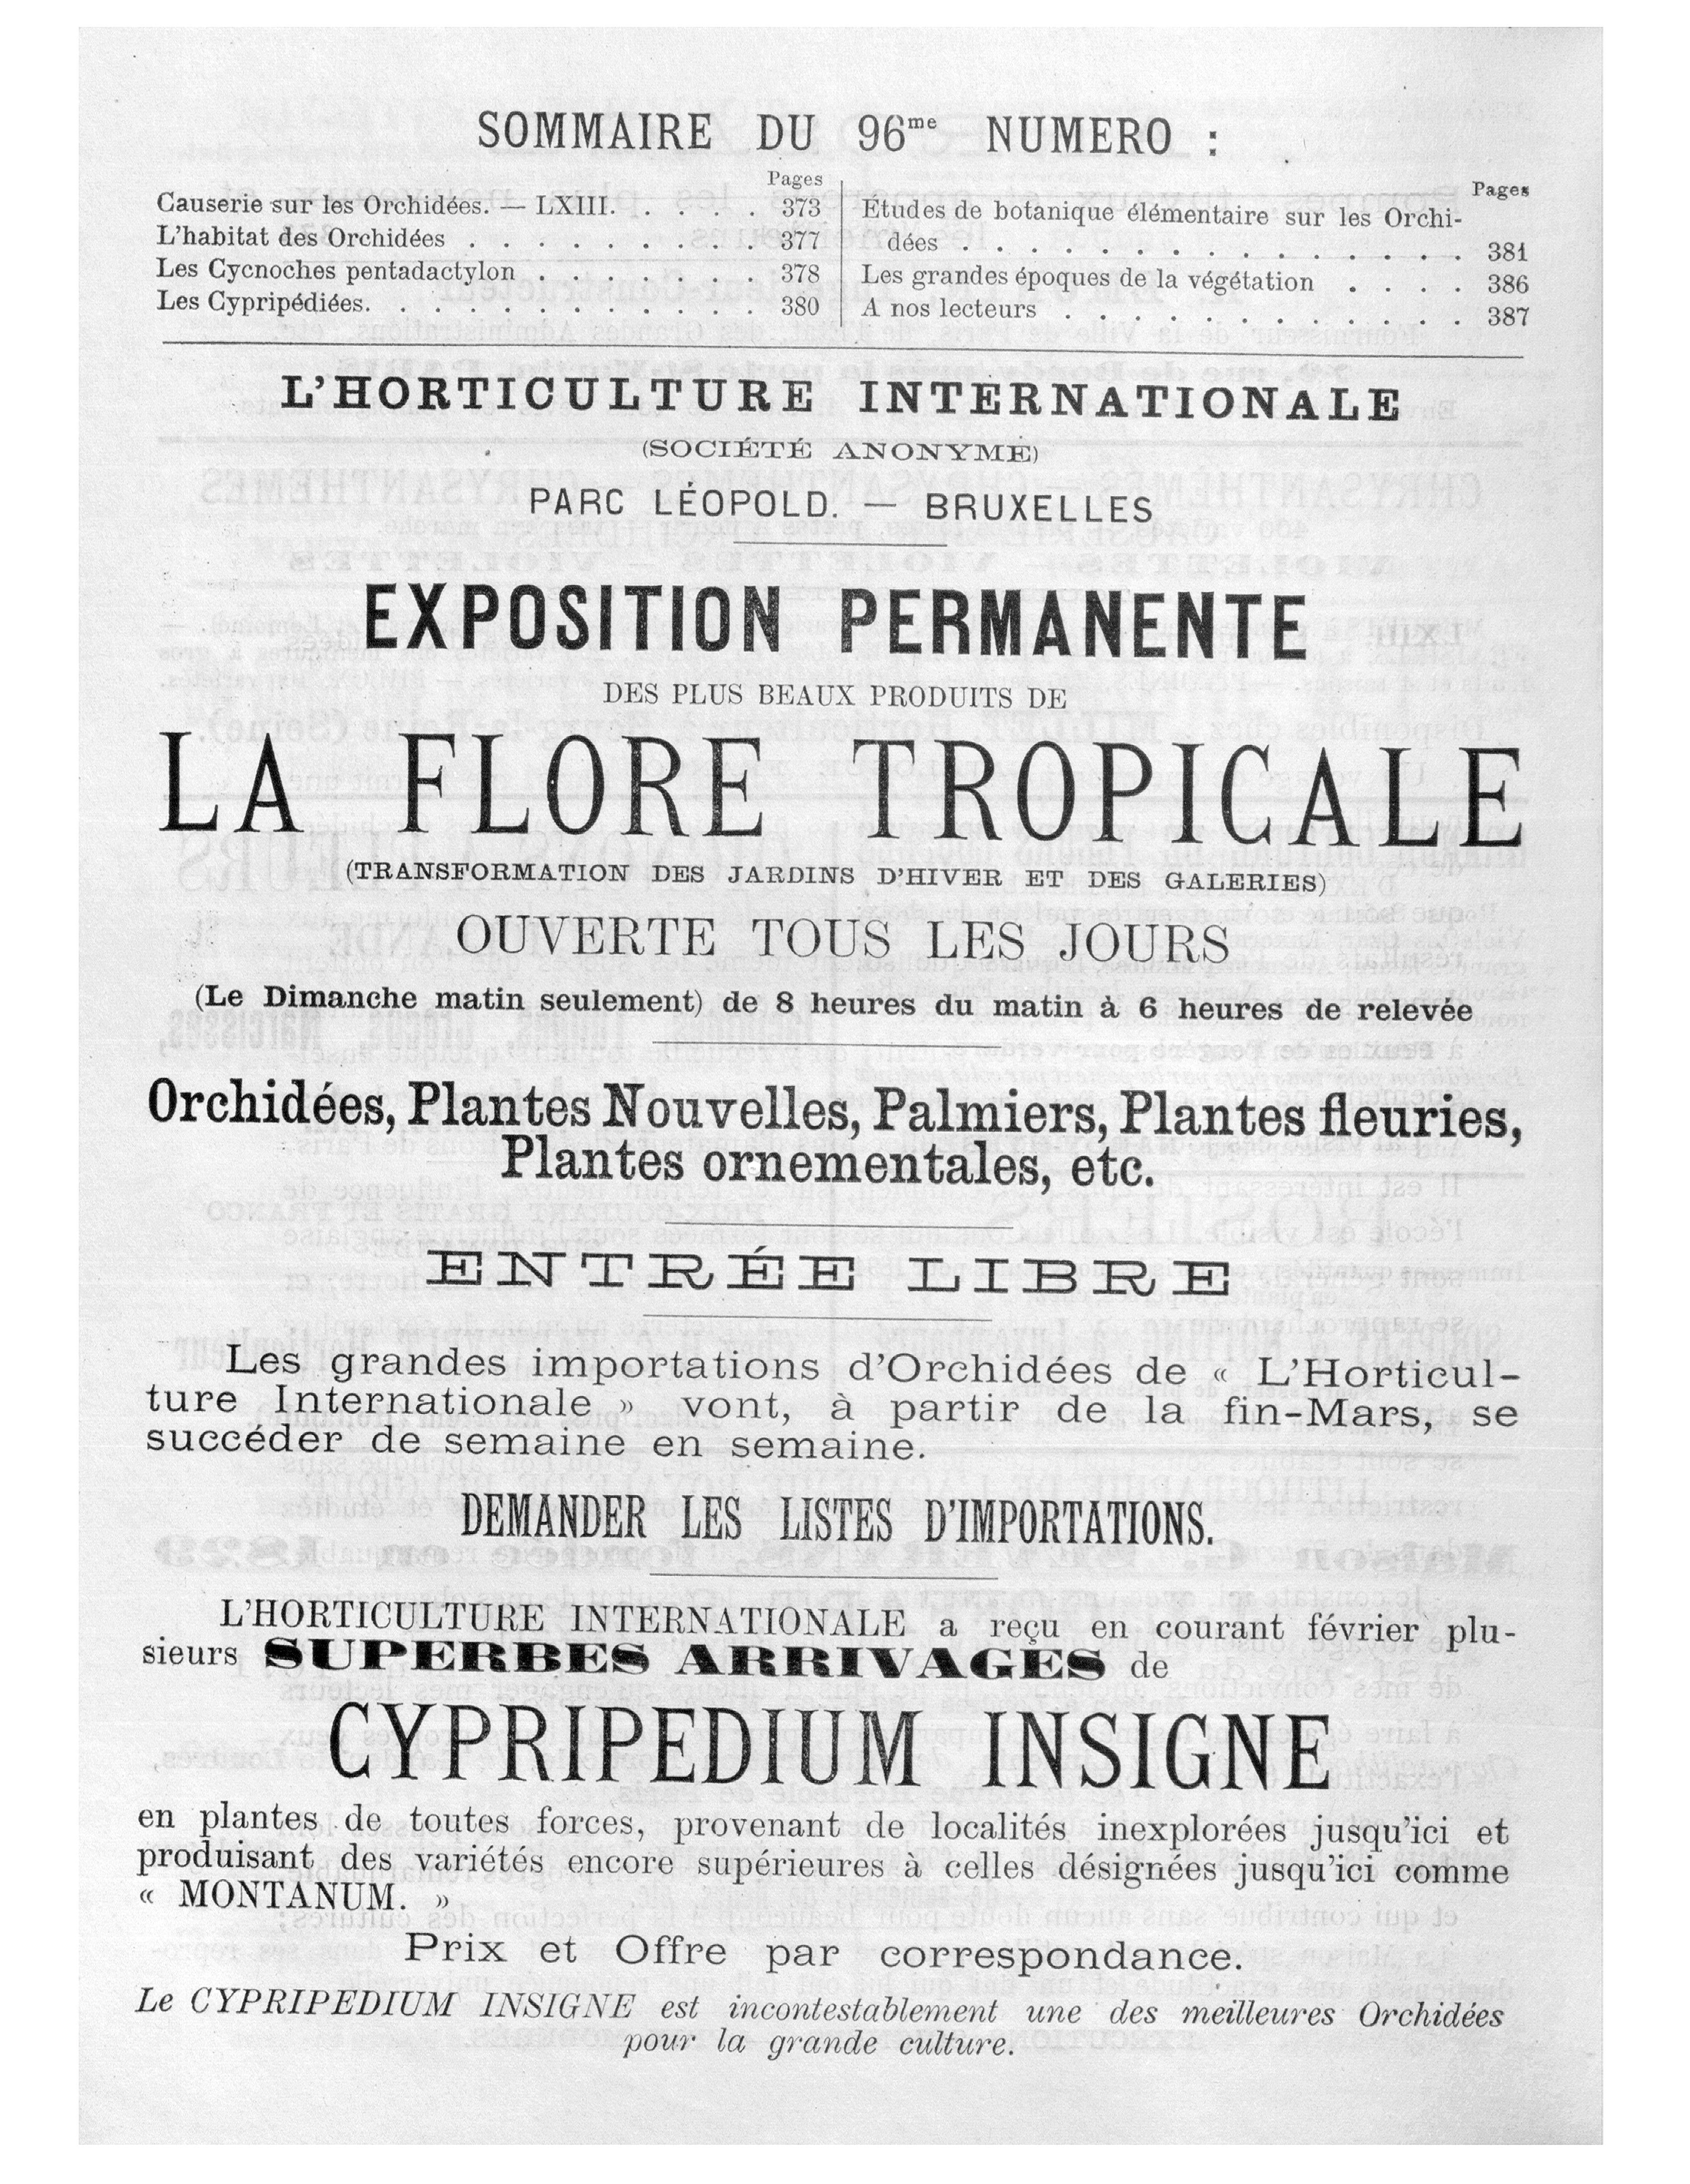 SOMMAIRE DU 96me NUMERO :
Pages
Causerie sur les Orchidées. — LXIII. . . . . . 373
L'habitat des Orchidées . . . . . . . . . . 377
Les Cycnoches pentadactylon . . . . . . . . 378
Les Cypripédiées. . . . . . . . . . . . . 380
Pages
Études de botanique élémentaire sur les Orchi-
dées . . . . . . . . . . . . . . . 381
Les grandes époques de la végétation . . . . 386
A nos lecteurs . . . . . . . . . . . . 387
L'HORTICULTURE INTERNATIONALE
(SOCIÉTÉ ANONYME)
PARC LÉOPOLD. — BRUXELLES
EXPOSITION PERMANENTE
DES PLUS BEAUX PRODUITS DE
LA FLORE TROPICALE
(TRANSFORMATION DES JARDINS D'HIVER ET DES GALERIES)
OUVERTE TOUS LES JOURS
(Le Dimanche matin seulement) de 8 heures du matin à 6 heures de relevée
Orchidées, Plantes Nouvelles, Palmiers, Plantes fleuries,
Plantes ornementales, etc.
ENTRÉE LIBRE
Les grandes importations d'Orchidées de « L'Horticul-
ture Internationale » vont, à partir de la fin-Mars, se
succéder de semaine en semaine.
DEMANDER LES LISTES D'IMPORTATIONS.
L'HORTICULTURE INTERNATIONALE a reçu en courant février plu-
sieurs SUPERBES ARRIVAGES de
CYPRIPEDIUM INSIGNE
en plantes de toutes forces, provenant de localités inexplorées jusqu'ici et
produisant des variétés encore supérieures à celles désignées jusqu'ici comme
« MONTANUM. »
Prix et Offre par correspondance.
Le CYPRIPEDIUM INSIGNE est incontestablement une des meilleures Orchidées
pour la grande culture.